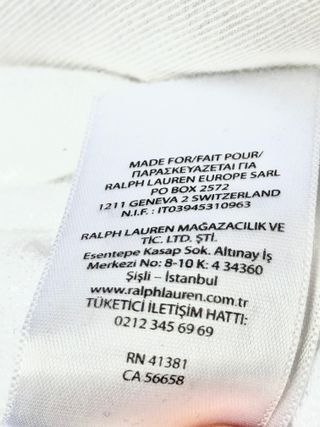 MADE FOR/FAIT POUR/
ΠΑΡΑΣΚΕΥΑΖΕΤΑΙ ΓΙΑ
RALPH LAUREN EUROPE SARL
PO BOX 2572
1211 GENEVA 2 SWITZERLAND
N.I.F. : IT03945310963
RALPH LAUREN MAĞAZACILIK VE
TİC. LTD. ŞTİ.
Esentepe Kasap Sok. Altınay İş
Merkezi No: 8-10 K: 4 34360
Şişli - İstanbul
www.ralphlauren.com.tr
TÜKETİCİ İLETİŞİM HATTI:
0212 345 69 69
RN 41381
CA 56658